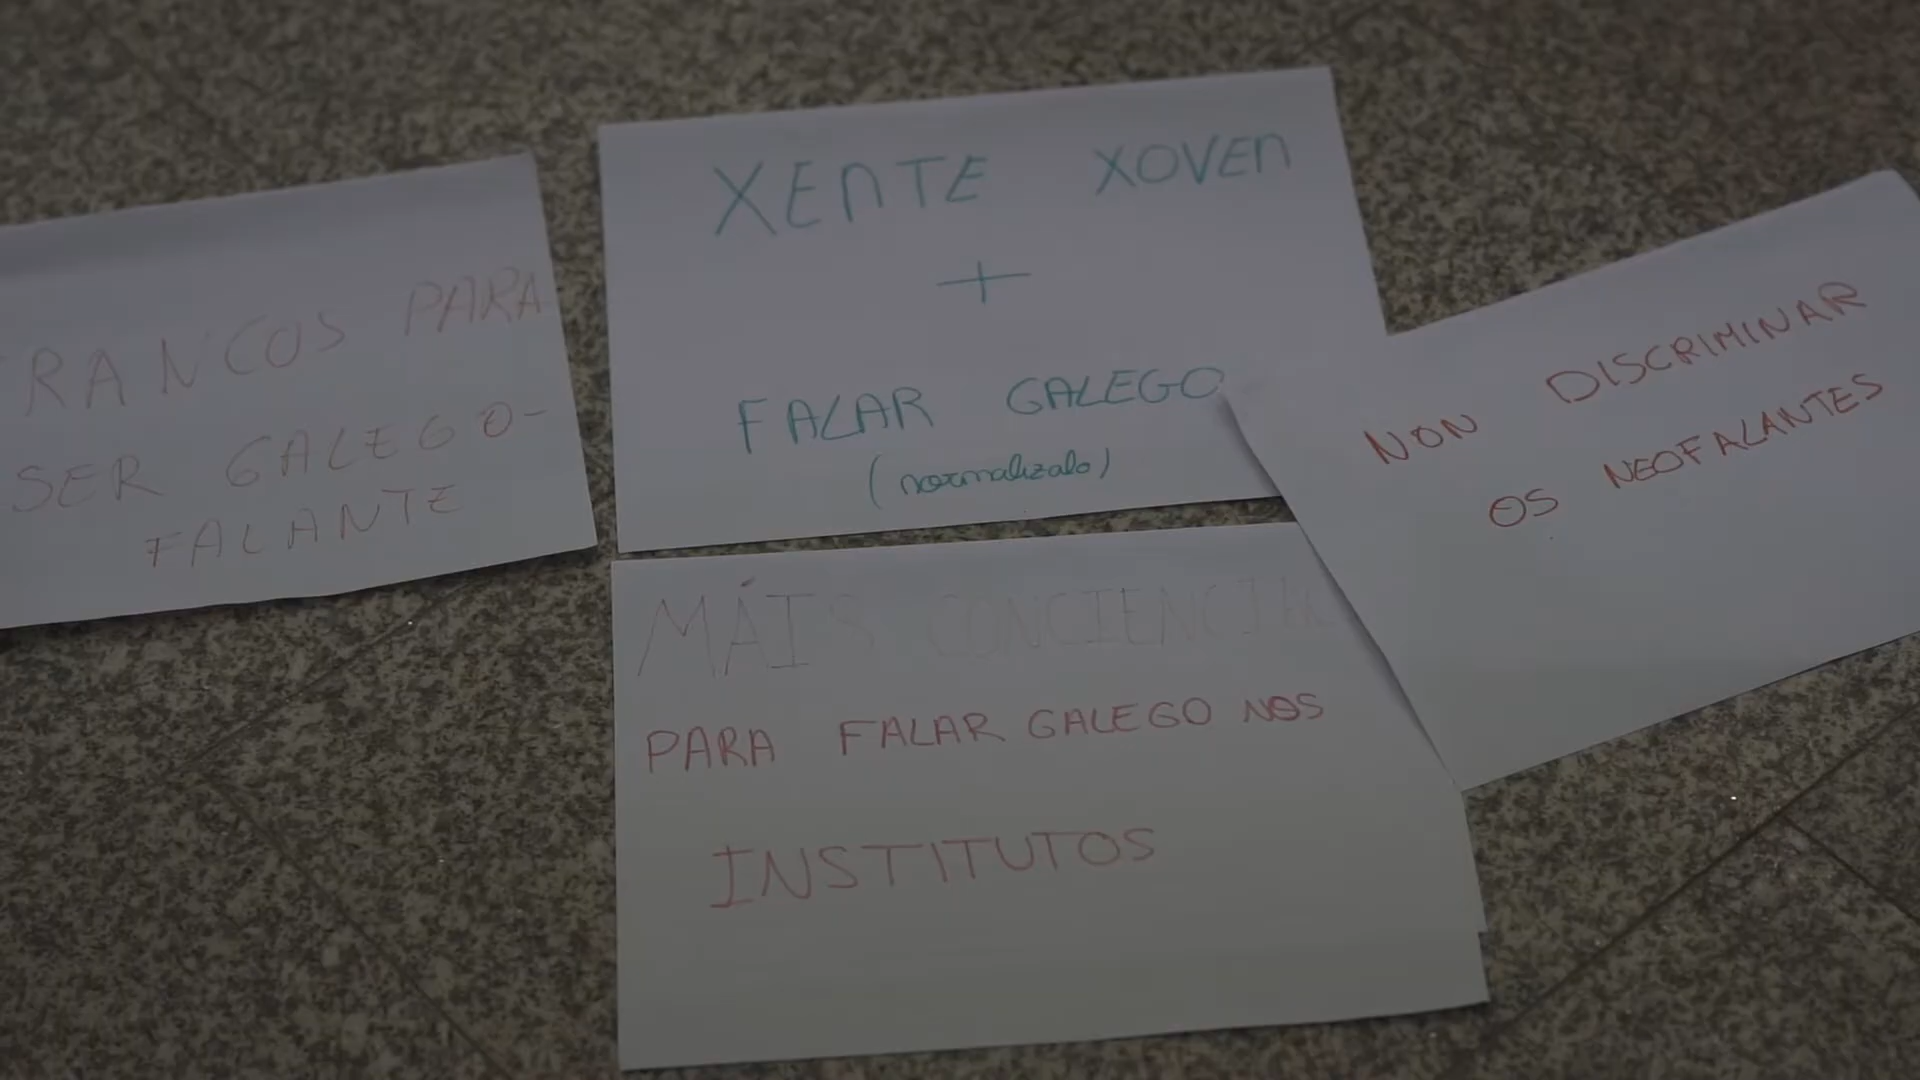 PARA
SER GALEGO-
FALANTE
XENTE XOVEN
+
FALAR GALEGO
(normalizalo)
NON DISCRIMINAR
OS NEOFALANTES
MÁIS
PARA FALAR GALEGO NOS
INSTITUTOS